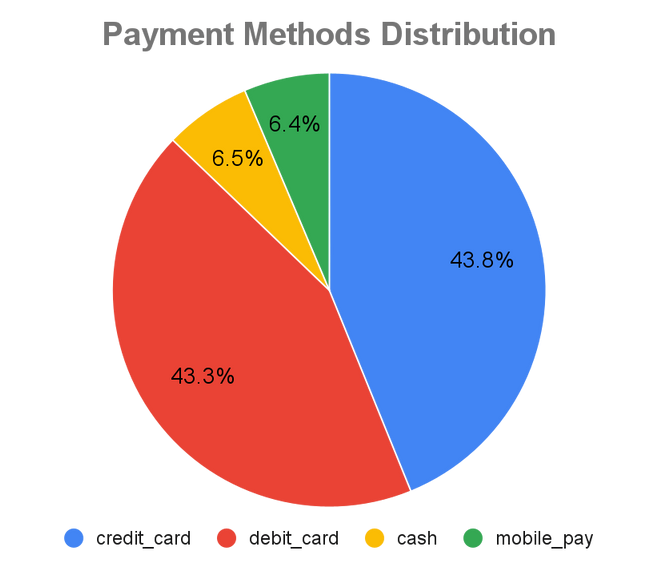 Payment Methods Distribution
6.4%
6.5%
43.8%
43.3%
credit_card debit_card cash mobile_pay